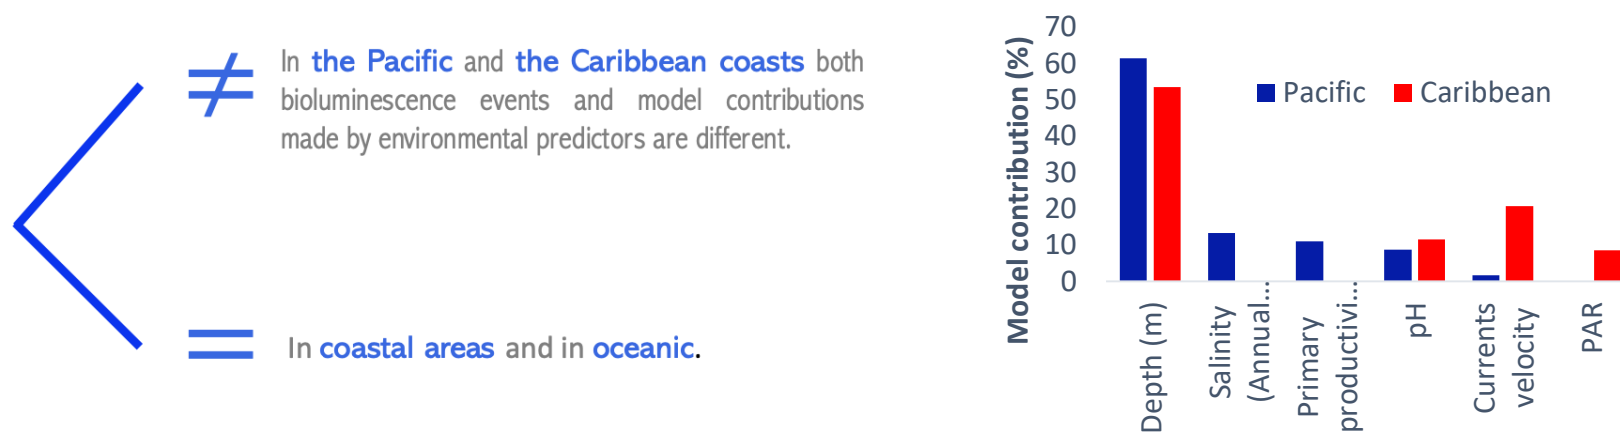 ≠
In the Pacific and the Caribbean coasts both
bioluminescence events and model contributions
made by environmental predictors are different.
=
In coastal areas and in oceanic.
Model contribution (%)
70
60
50
40
30
20
10
0
Pacific
Caribbean
Depth (m)
Salinity
(Annual...
Primary
productivi...
pH
Currents
velocity
PAR